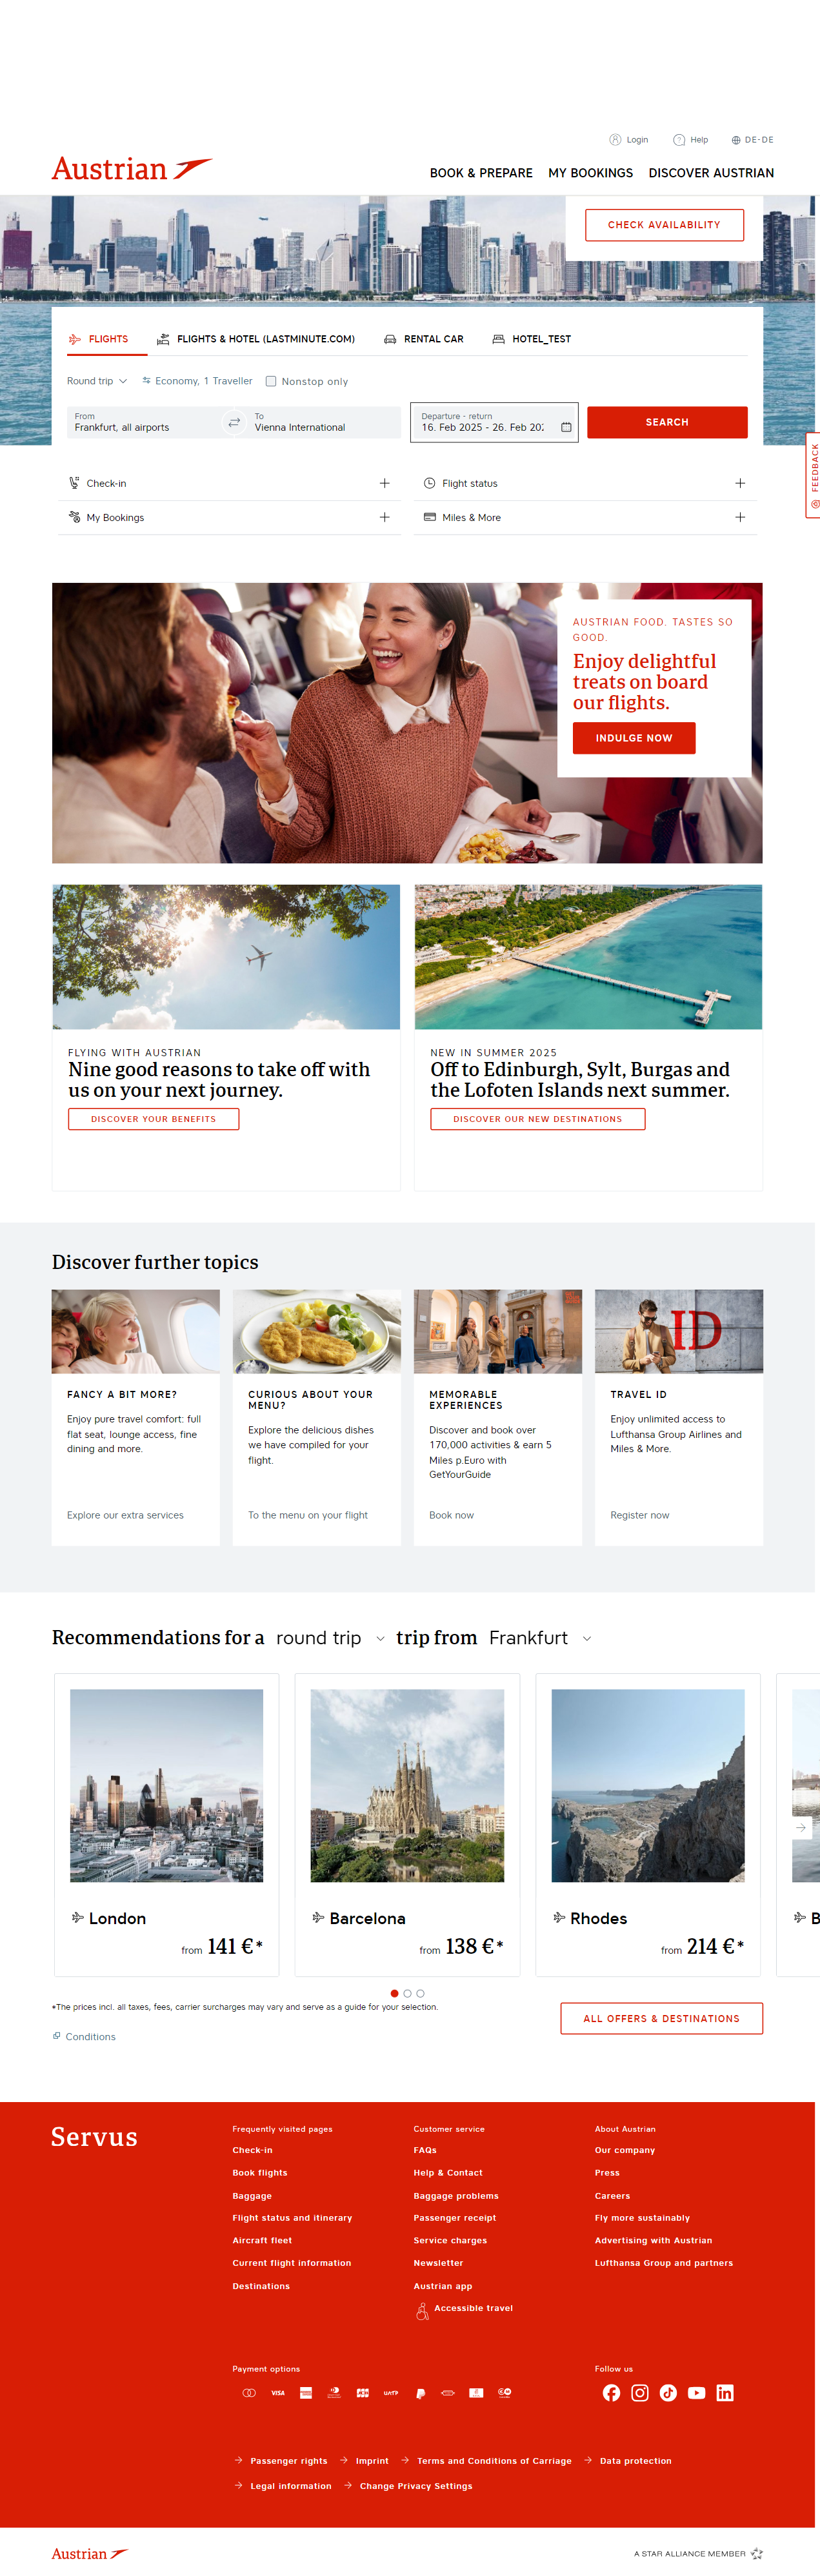 Login
Help
DE-DE
Austrian
BOOK & PREPARE
MY BOOKINGS
DISCOVER AUSTRIAN
CHECK AVAILABILITY
FLIGHTS
FLIGHTS & HOTEL (LASTMINUTE.COM)
RENTAL CAR
HOTEL_TEST
Round trip
Economy, 1 Traveller
Nonstop only
From
Frankfurt, all airports
To
Vienna International
Departure - return
16. Feb 2025 - 26. Feb 202
SEARCH
FEEDBACK
Check-in
Flight status
My Bookings
Miles & More
AUSTRIAN FOOD. TASTES SO
GOOD.
Enjoy delightful
treats on board
our flights.
INDULGE NOW
FLYING WITH AUSTRIAN
Nine good reasons to take off with
us on your next journey.
DISCOVER YOUR BENEFITS
NEW IN SUMMER 2025
Off to Edinburgh, Sylt, Burgas and
the Lofoten Islands next summer.
DISCOVER OUR NEW DESTINATIONS
Discover further topics
ID
FANCY A BIT MORE?
Enjoy pure travel comfort: full
flat seat, lounge access, fine
dining and more.
Explore our extra services
CURIOUS ABOUT YOUR
MENU?
Explore the delicious dishes
we have compiled for your
flight.
To the menu on your flight
MEMORABLE
EXPERIENCES
Discover and book over
170,000 activities & earn 5
Miles p.Euro with
GetYourGuide
Book now
TRAVEL ID
Enjoy unlimited access to
Lufthansa Group Airlines and
Miles & More.
Register now
Recommendations for a round trip trip from Frankfurt
London
from 141 €*
Barcelona
from 138 €*
Rhodes
from 214 €*
B
*The prices incl. all taxes, fees, carrier surcharges may vary and serve as a guide for your selection.
ALL OFFERS & DESTINATIONS
Conditions
Servus
Frequently visited pages
Check-in
Book flights
Baggage
Flight status and itinerary
Aircraft fleet
Current flight information
Destinations
Customer service
FAQs
Help & Contact
Baggage problems
Passenger receipt
Service charges
Newsletter
Austrian app
Accessible travel
About Austrian
Our company
Press
Careers
Fly more sustainably
Advertising with Austrian
Lufthansa Group and partners
Payment options
VISA
UATP
Follow us
Passenger rights
Imprint
Terms and Conditions of Carriage
Data protection
Legal information
Change Privacy Settings
Austrian
A STAR ALLIANCE MEMBER